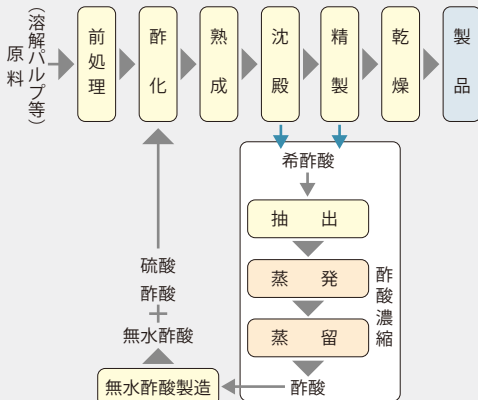 原料
（溶解パルプ等）
前処理
酢化
熟成
沈殿
精製
乾燥
製品
希酢酸
抽出
蒸発
蒸留
酢酸濃縮
酢酸
無水酢酸製造
無水酢酸
+
酢酸
硫酸